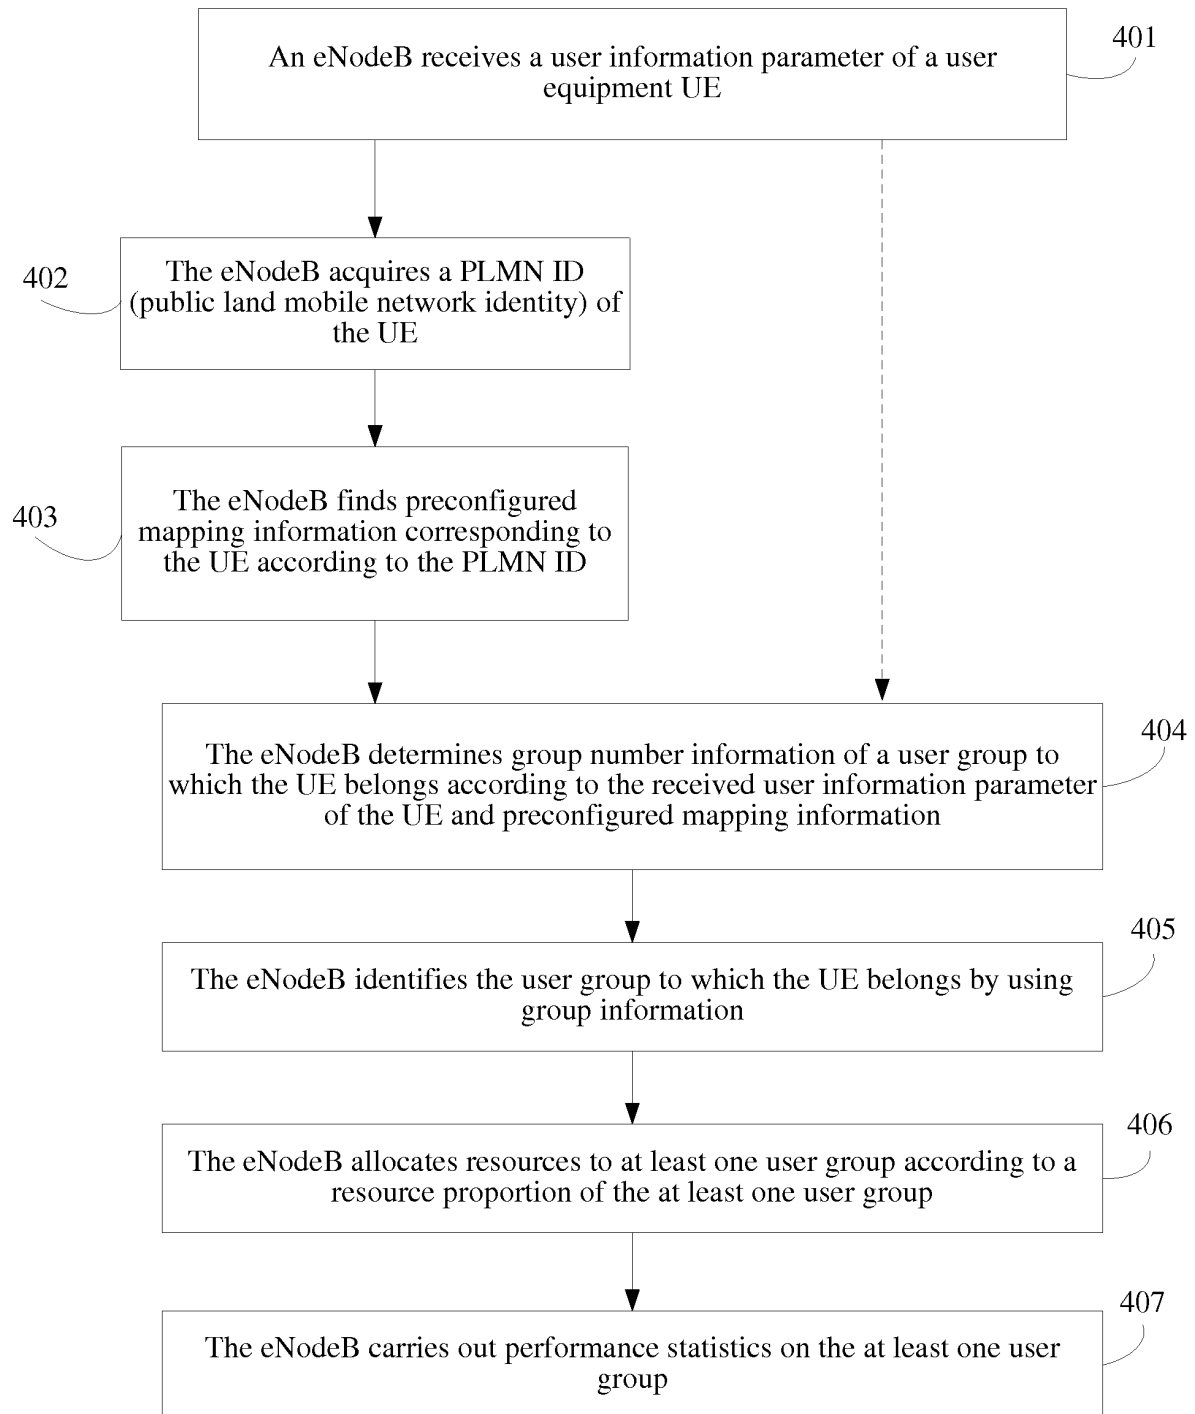 An eNodeB receives a user information parameter of a user
equipment UE
401
The eNodeB acquires a PLMN ID
(public land mobile network identity) of
the UE
402
The eNodeB finds preconfigured
mapping information corresponding to
the UE according to the PLMN ID
403
The eNodeB determines group number information of a user group to
which the UE belongs according to the received user information parameter
of the UE and preconfigured mapping information
404
The eNodeB identifies the user group to which the UE belongs by using
group information
405
The eNodeB allocates resources to at least one user group according to a
resource proportion of the at least one user group
406
The eNodeB carries out performance statistics on the at least one user
group
407